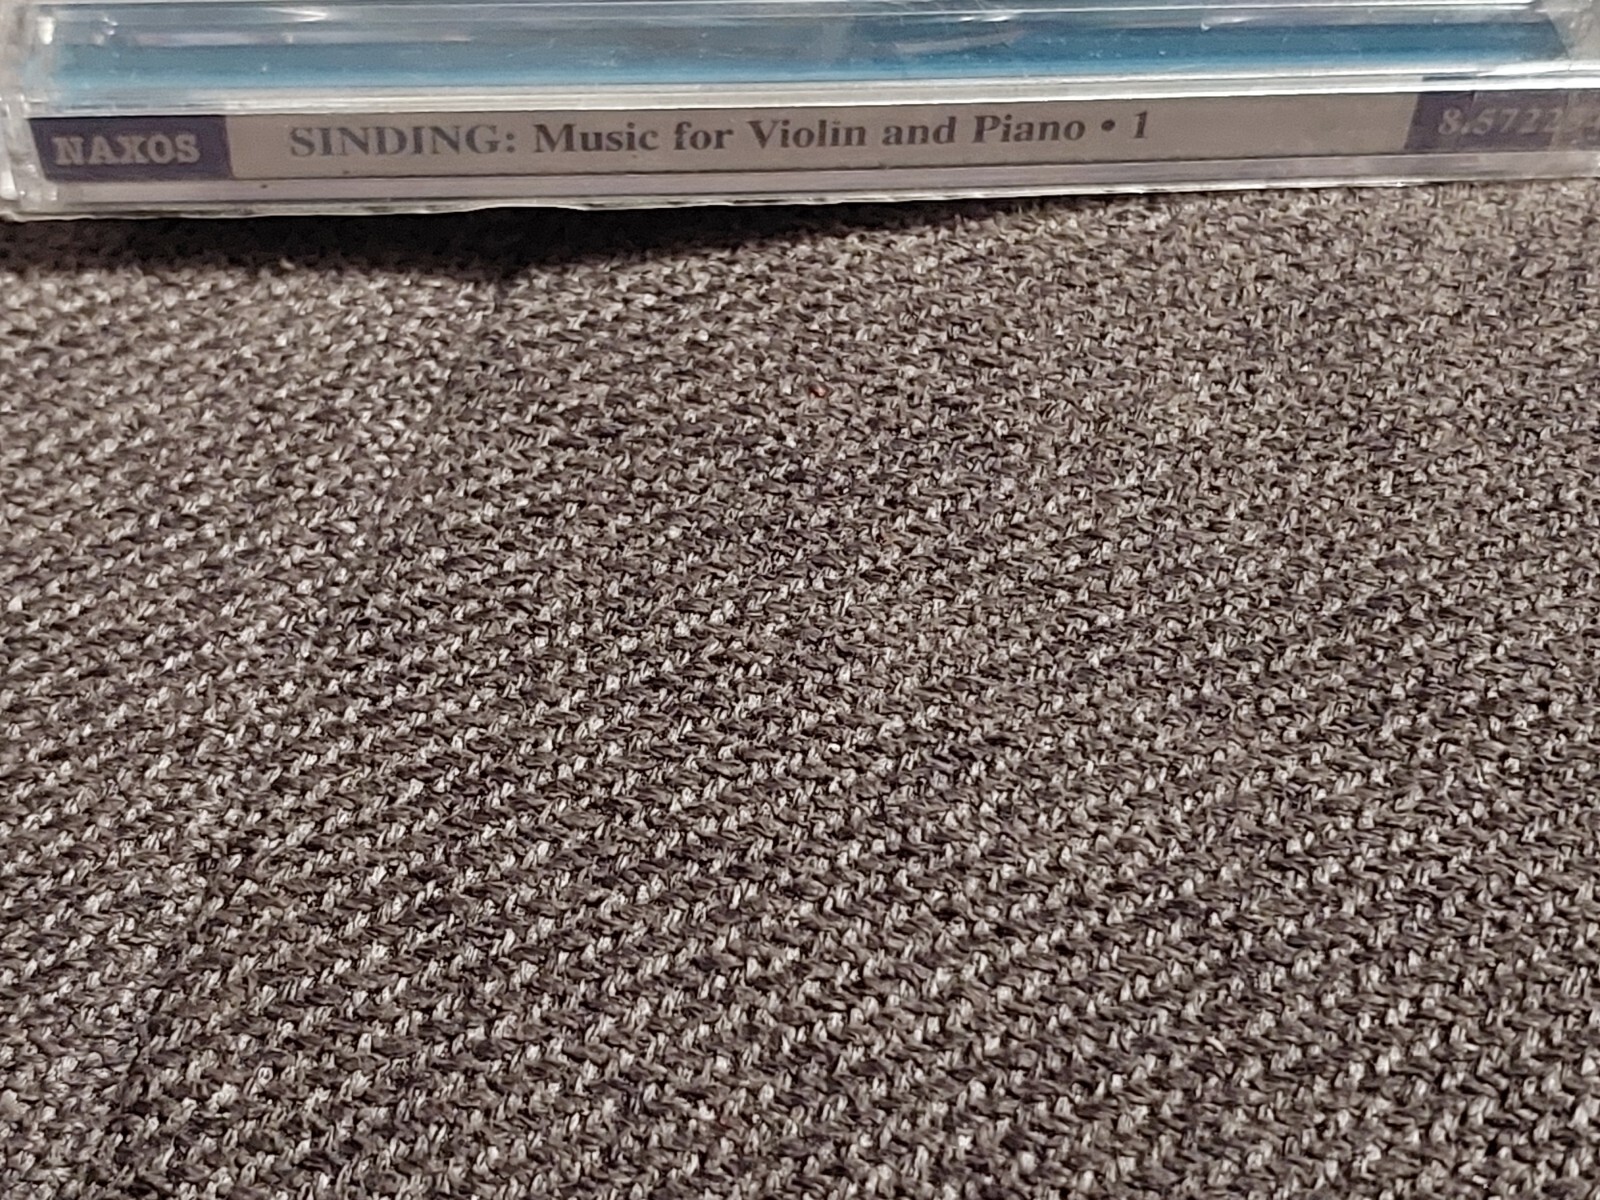 NAXOS SINDING: Music for Violin and Piano • 1